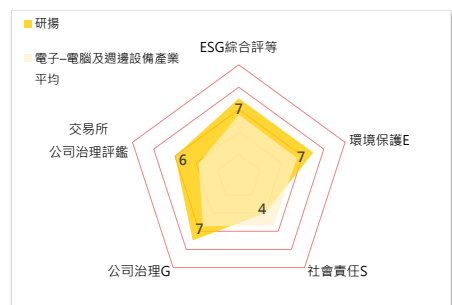 研揚
電子–電腦及週邊設備產業
平均
ESG綜合評等
7
交易所
公司治理評鑑
6
7
環境保護E
4
7
公司治理G
社會責任S